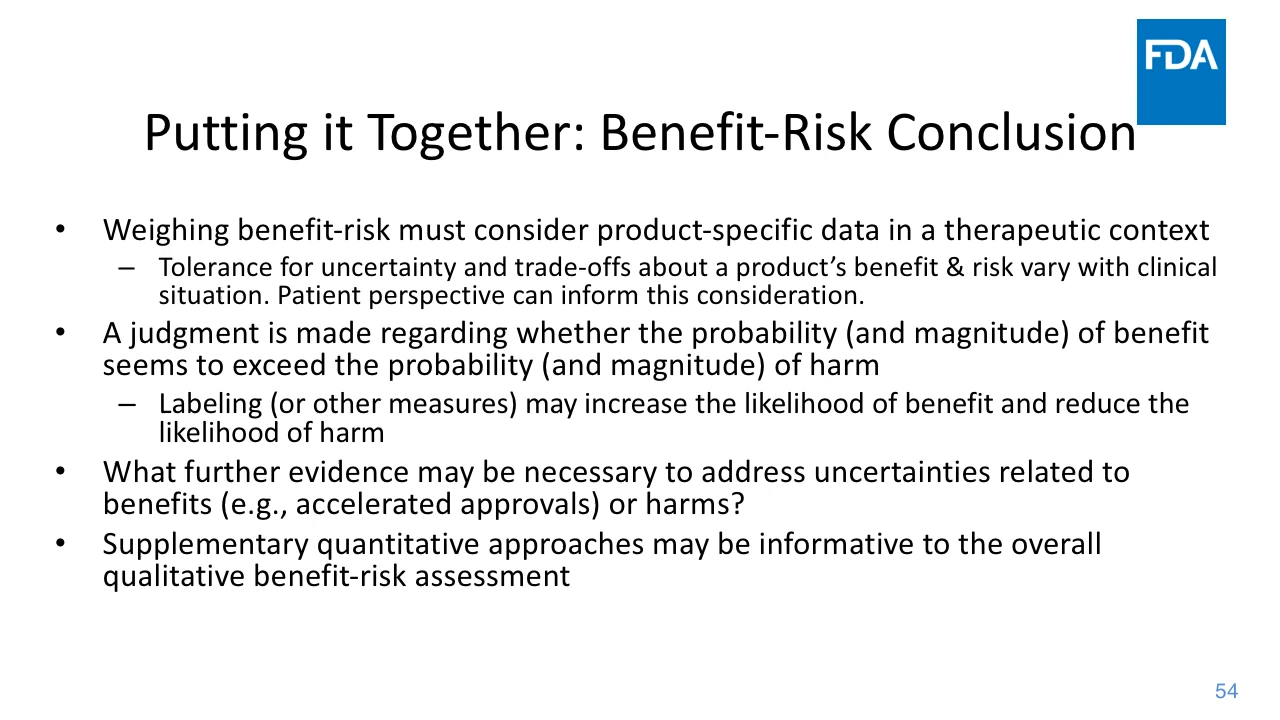 FDA
Putting it Together: Benefit-Risk Conclusion
• Weighing benefit-risk must consider product-specific data in a therapeutic context
– Tolerance for uncertainty and trade-offs about a product’s benefit & risk vary with clinical
situation. Patient perspective can inform this consideration.
• A judgment is made regarding whether the probability (and magnitude) of benefit
seems to exceed the probability (and magnitude) of harm
– Labeling (or other measures) may increase the likelihood of benefit and reduce the
likelihood of harm
• What further evidence may be necessary to address uncertainties related to
benefits (e.g., accelerated approvals) or harms?
• Supplementary quantitative approaches may be informative to the overall
qualitative benefit-risk assessment
54